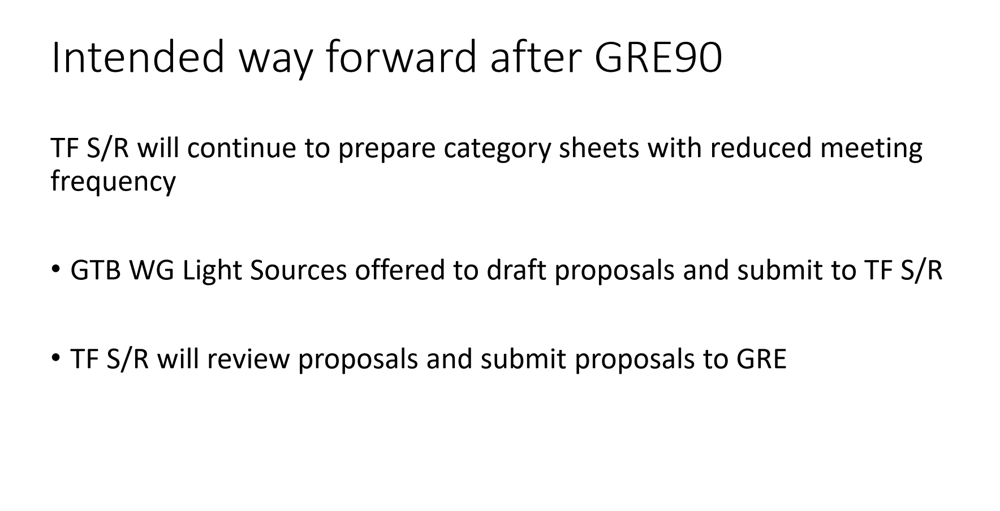 Intended way forward after GRE90
TF S/R will continue to prepare category sheets with reduced meeting
frequency
• GTB WG Light Sources offered to draft proposals and submit to TF S/R
• TF S/R will review proposals and submit proposals to GRE